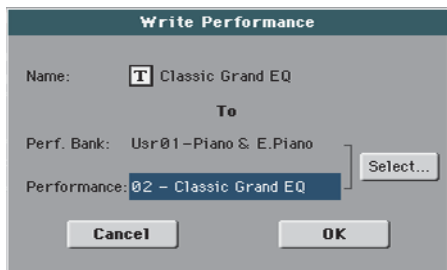 Write Performance
Name: T Classic Grand EQ
To
Perf. Bank: Usr01-Piano & E.Piano
Select...
Performance: 02 - Classic Grand EQ
Cancel OK